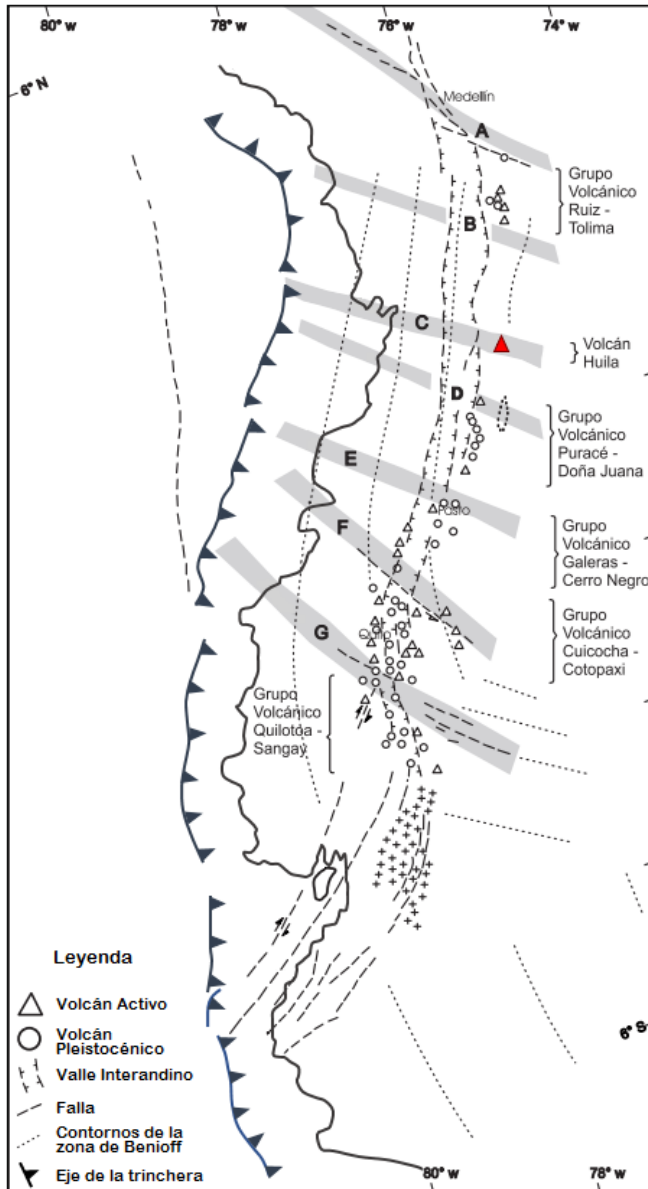 80° w
78° w
76° w
74° w
6° N
Medellín
A
Grupo
Volcánico
Ruiz -
Tolima
B
C
Volcán
Huila
D
Grupo
Volcánico
Puracé -
Doña Juana
E
Pasto
F
Grupo
Volcánico
Galeras -
Cerro Negro
G
Quito
Grupo
Volcánico
Cuicocha -
Cotopaxi
Grupo
Volcánico
Quilotoa -
Sangay
Leyenda
Volcán Activo
Volcán
Pleistocénico
Valle Interandino
Falla
Contornos de la
zona de Benioff
Eje de la trinchera
6° S
80° w
78° w